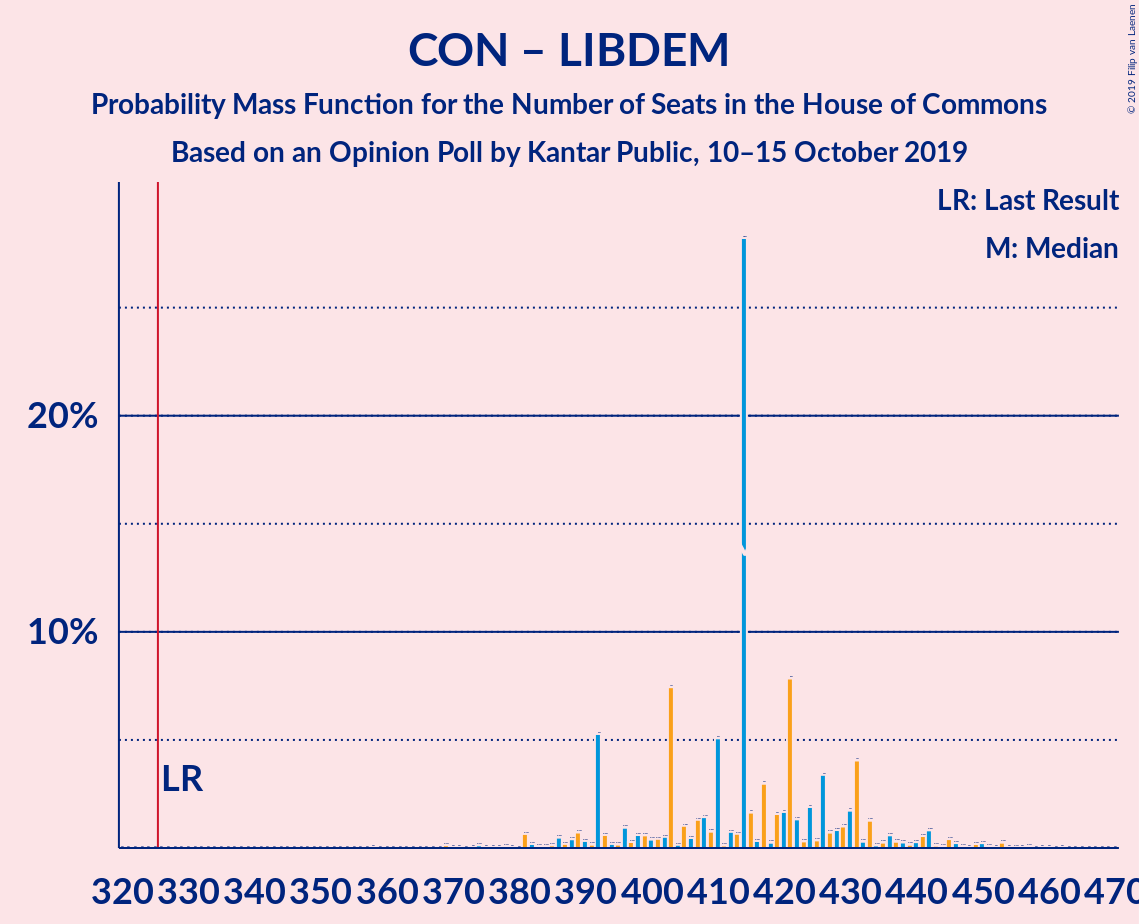 CON – LIBDEM
Probability Mass Function for the Number of Seats in the House of Commons
Based on an Opinion Poll by Kantar Public, 10–15 October 2019
© 2019 Filip van Laenen
LR: Last Result
M: Median
20%
10%
LR
320 330 340 350 360 370 380 390 400 410 420 430 440 450 460 470